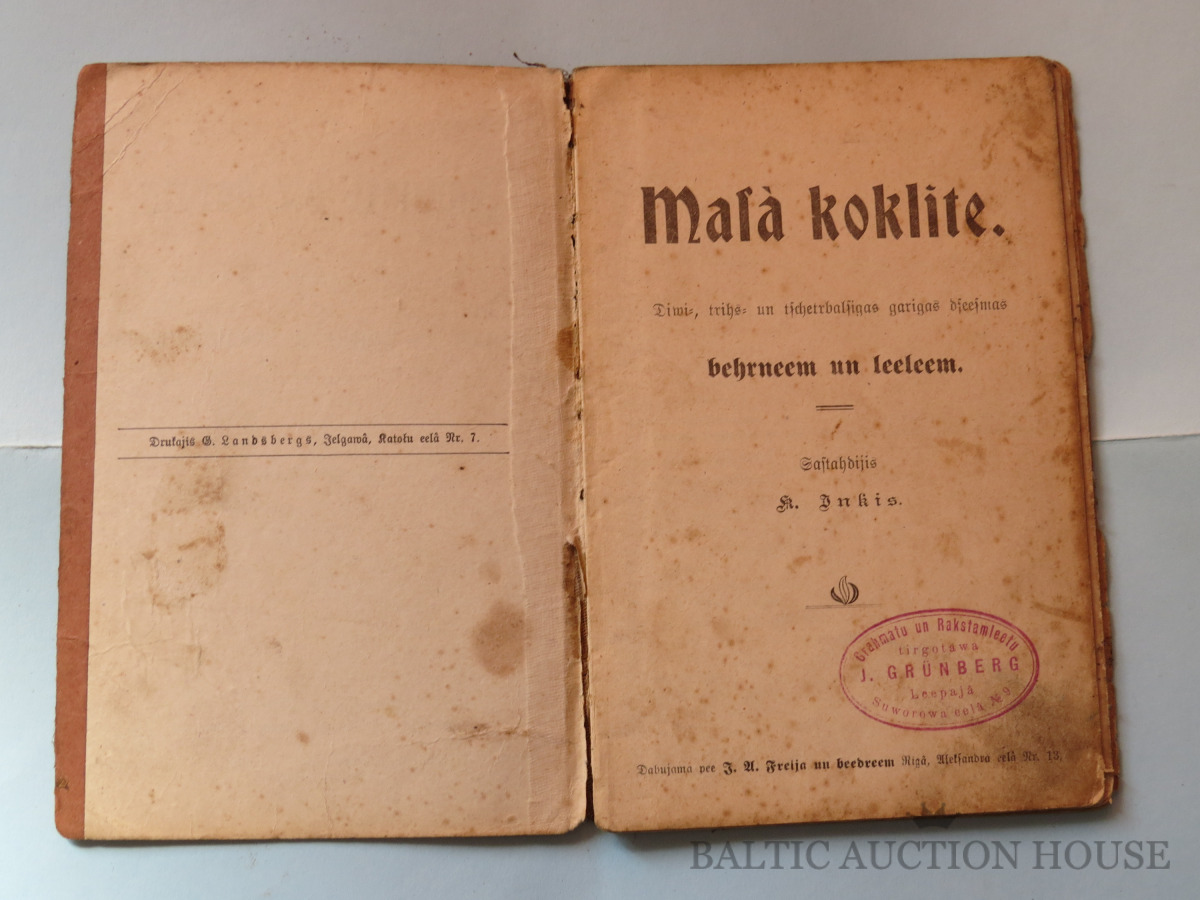 Drukajis G. Landsbergs, Jelgawâ, Katoļu eelâ Nr. 7.
Maſà koklite.
Diwi-, trihs- un tſchetrbalſigas garigas dſeeſmas
behrneem un leeleem.
Saſtahdijis
K. Inkis.
Grahmatu un Rakstamleetu
tirgotawa
J. GRÜNBERG
Leepajâ
Suworowa eelâ № 9
Dabujama pee J. A. Freija un beedreem Rigâ, Aleksandra eelâ Nr. 13.
BALTIC AUCTION HOUSE